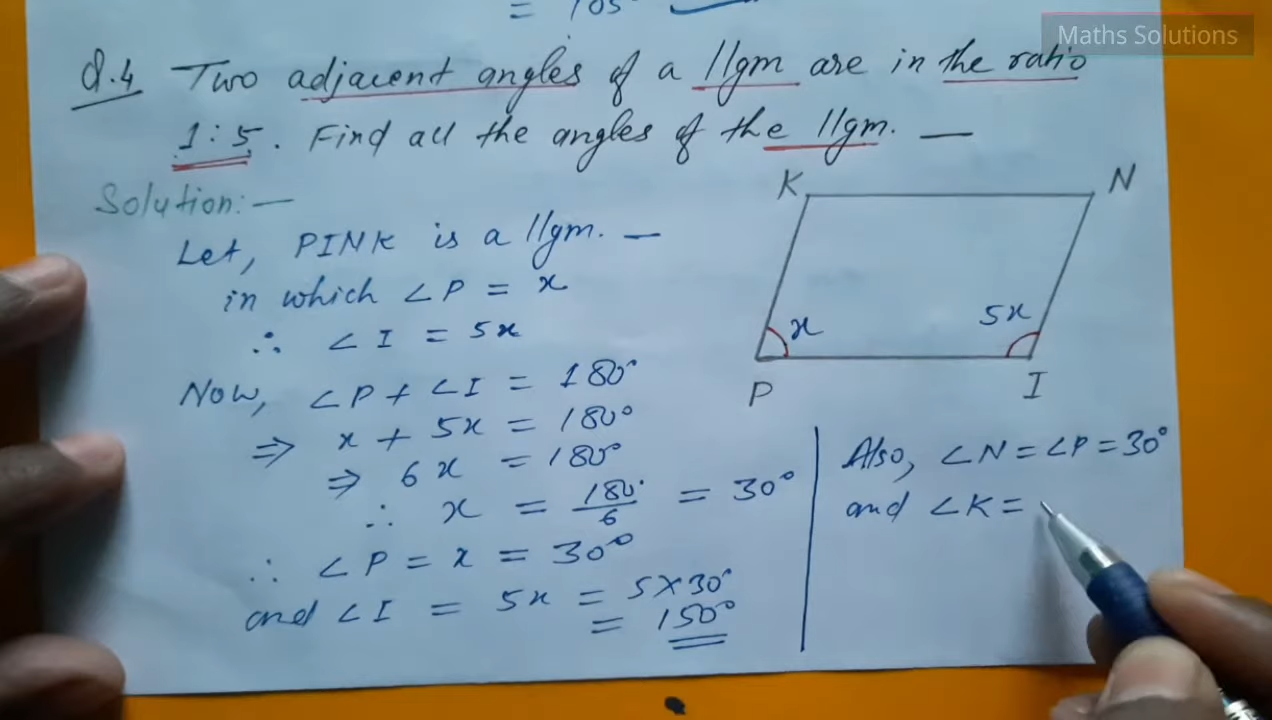 = 105°
Maths Solutions
Q.4 Two adjacent angles of a ||gm are in the ratio
1:5. Find all the angles of the ||gm. —
Solution:—
Let, PINK is a ||gm. —
in which ∠P = x
∴ ∠I = 5x
Now, ∠P + ∠I = 180°
⇒ x + 5x = 180°
⇒ 6x = 180°
∴ x = 180°/6 = 30°
∴ ∠P = x = 30°
and ∠I = 5x = 5×30°
= 150°
K N
x 5x
P I
Also, ∠N = ∠P = 30°
and ∠K =